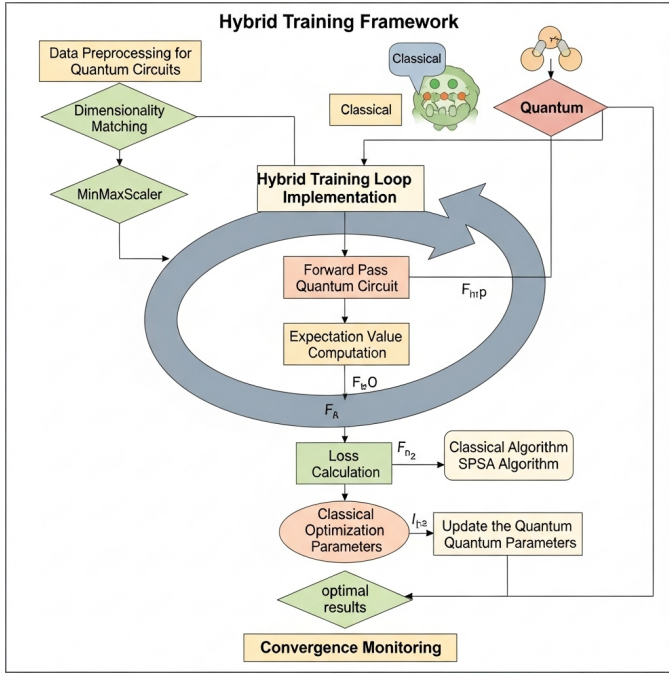 Hybrid Training Framework
Data Preprocessing for
Quantum Circuits
Classical
Classical
Quantum
Dimensionality
Matching
MinMaxScaler
Hybrid Training Loop
Implementation
Forward Pass
Quantum Circuit
Expectation Value
Computation
Loss
Calculation
Classical Algorithm
SPSA Algorithm
Classical
Optimization
Parameters
Update the Quantum
Quantum Parameters
optimal
results
Convergence Monitoring